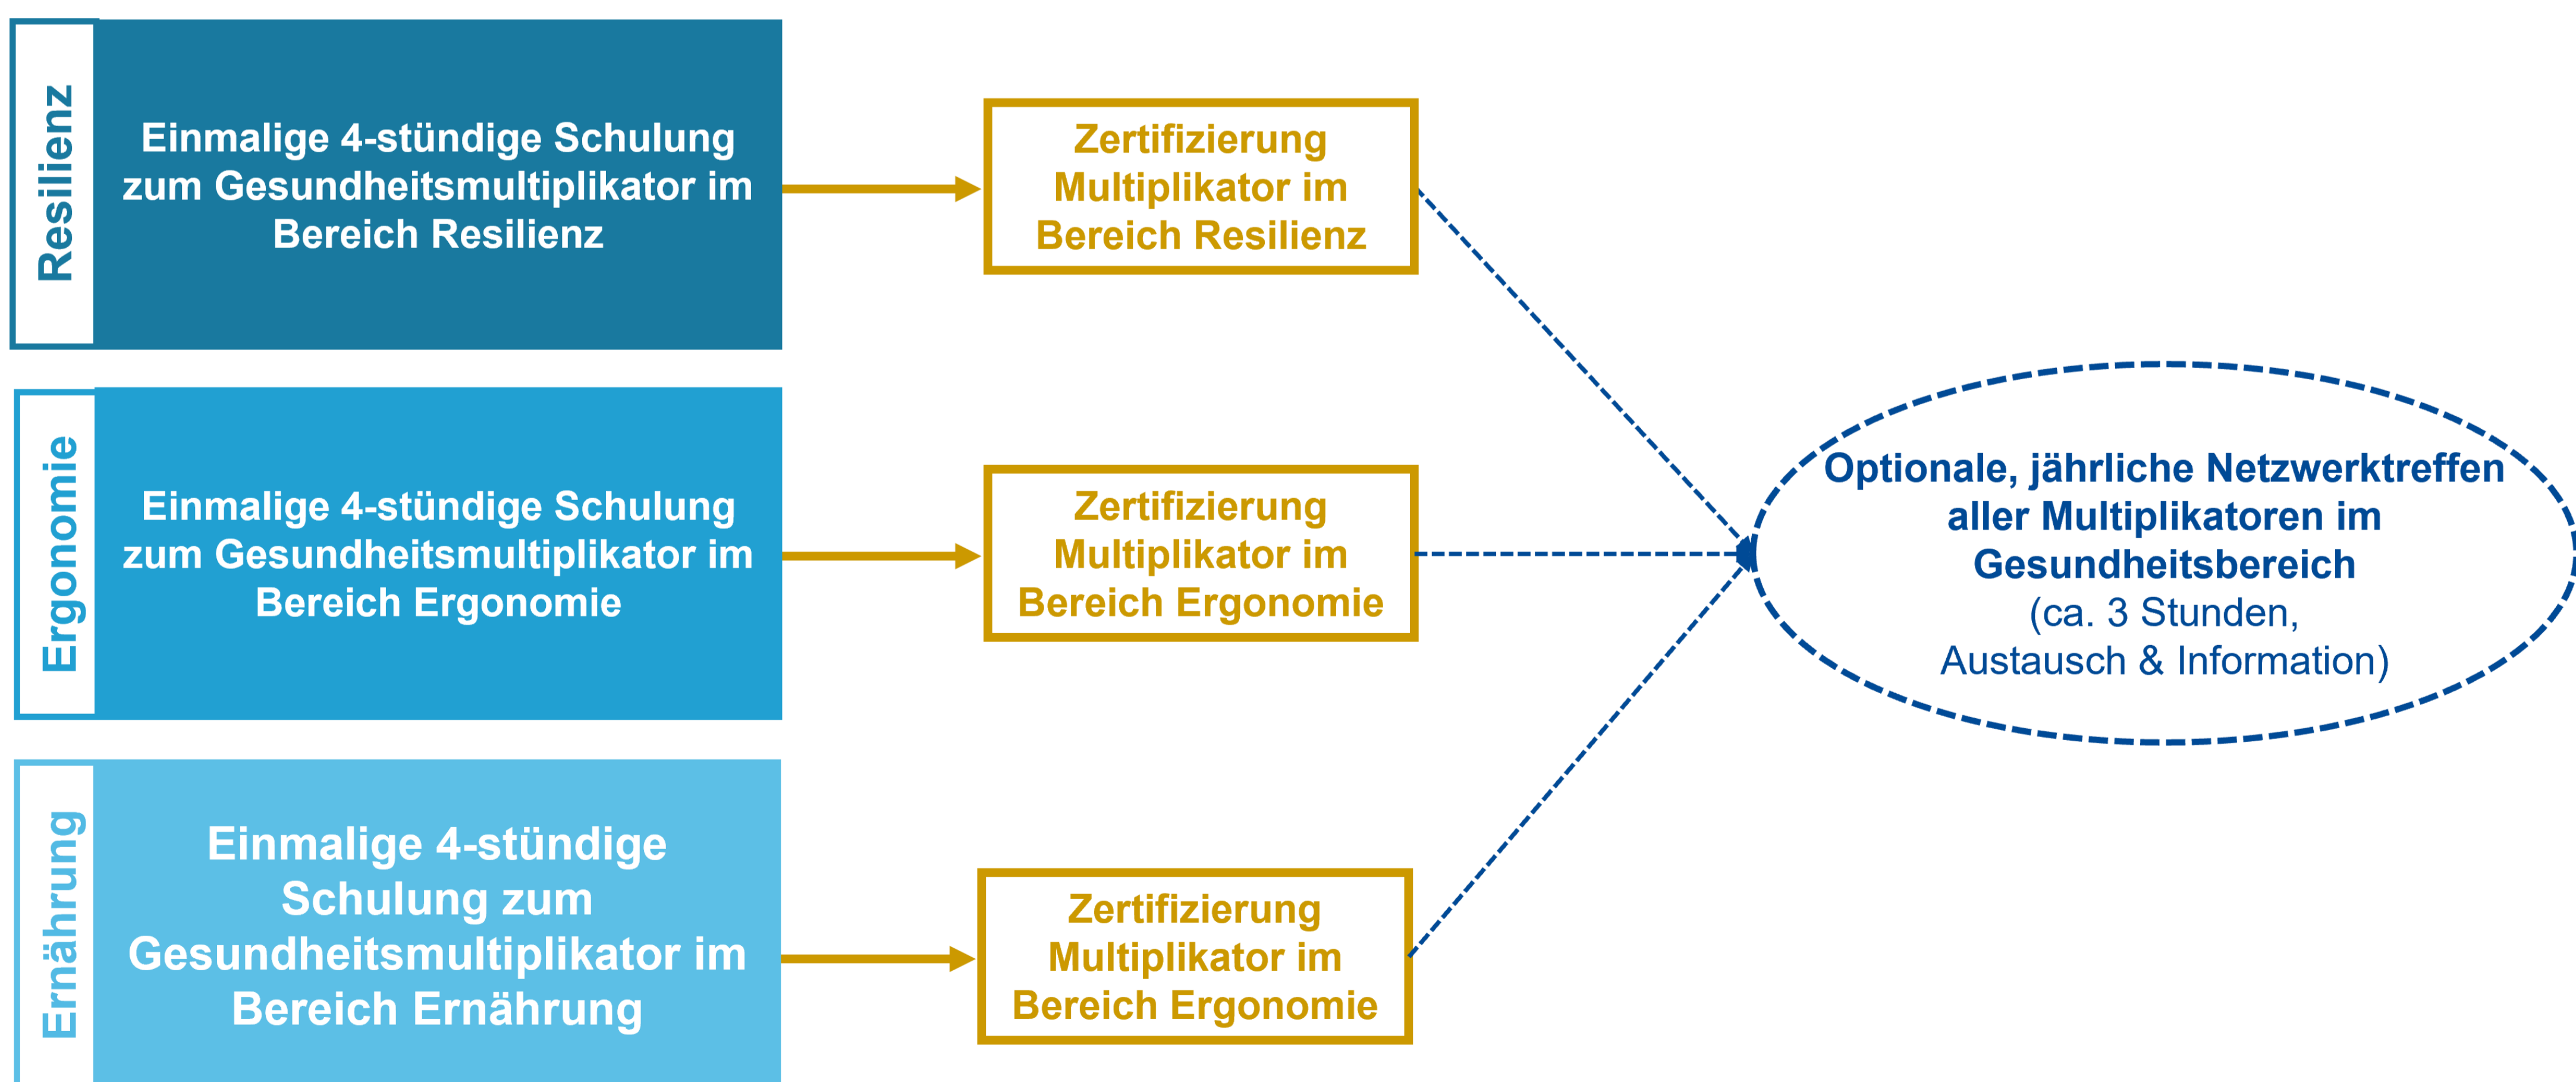 Resilienz
Einmalige 4-stündige Schulung
zum Gesundheitsmultiplikator im
Bereich Resilienz
Zertifizierung
Multiplikator im
Bereich Resilienz
Ergonomie
Einmalige 4-stündige Schulung
zum Gesundheitsmultiplikator im
Bereich Ergonomie
Zertifizierung
Multiplikator im
Bereich Ergonomie
Ernährung
Einmalige 4-stündige
Schulung zum
Gesundheitsmultiplikator im
Bereich Ernährung
Zertifizierung
Multiplikator im
Bereich Ergonomie
Optionale, jährliche Netzwerktreffen
aller Multiplikatoren im
Gesundheitsbereich
(ca. 3 Stunden,
Austausch & Information)